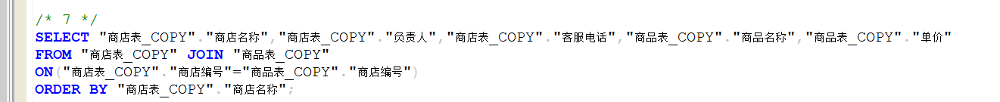 /* 7 */
SELECT "商店表_COPY"."商店名称","商店表_COPY"."负责人","商店表_COPY"."客服电话","商品表_COPY"."商品名称","商品表_COPY"."单价"
FROM "商店表_COPY" JOIN "商品表_COPY"
ON("商店表_COPY"."商店编号"="商品表_COPY"."商店编号")
ORDER BY "商店表_COPY"."商店名称";